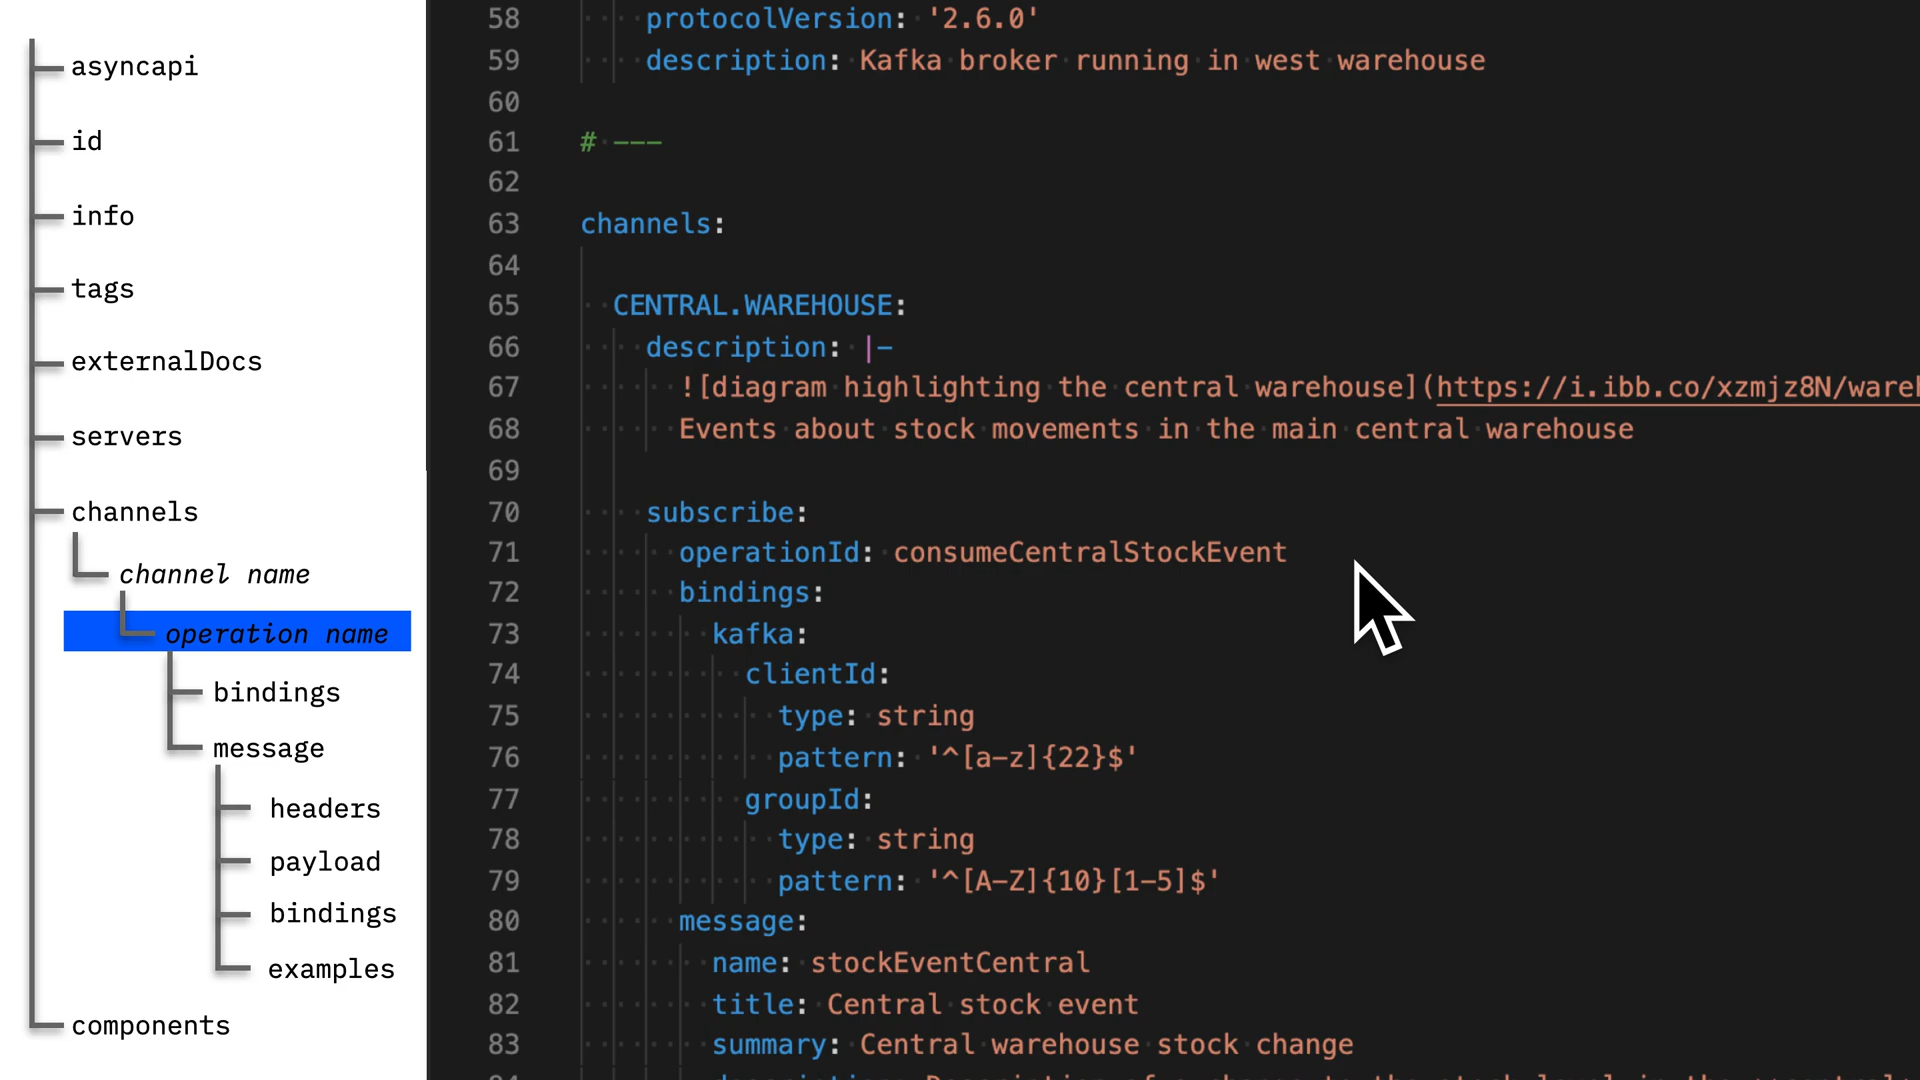 asyncapi
id
info
tags
externalDocs
servers
channels
channel name
operation name
bindings
message
headers
payload
bindings
examples
components
58 protocolVersion: '2.6.0'
59 description: Kafka broker running in west warehouse
60
61 # ---
62
63 channels:
64
65 CENTRAL.WAREHOUSE:
66 description: |-
67 ![diagram highlighting the central warehouse](https://i.ibb.co/xzmjz8N/wareh
68 Events about stock movements in the main central warehouse
69
70 subscribe:
71 operationId: consumeCentralStockEvent
72 bindings:
73 kafka:
74 clientId:
75 type: string
76 pattern: '^[a-z]{22}$'
77 groupId:
78 type: string
79 pattern: '^[A-Z]{10}[1-5]$'
80 message:
81 name: stockEventCentral
82 title: Central stock event
83 summary: Central warehouse stock change